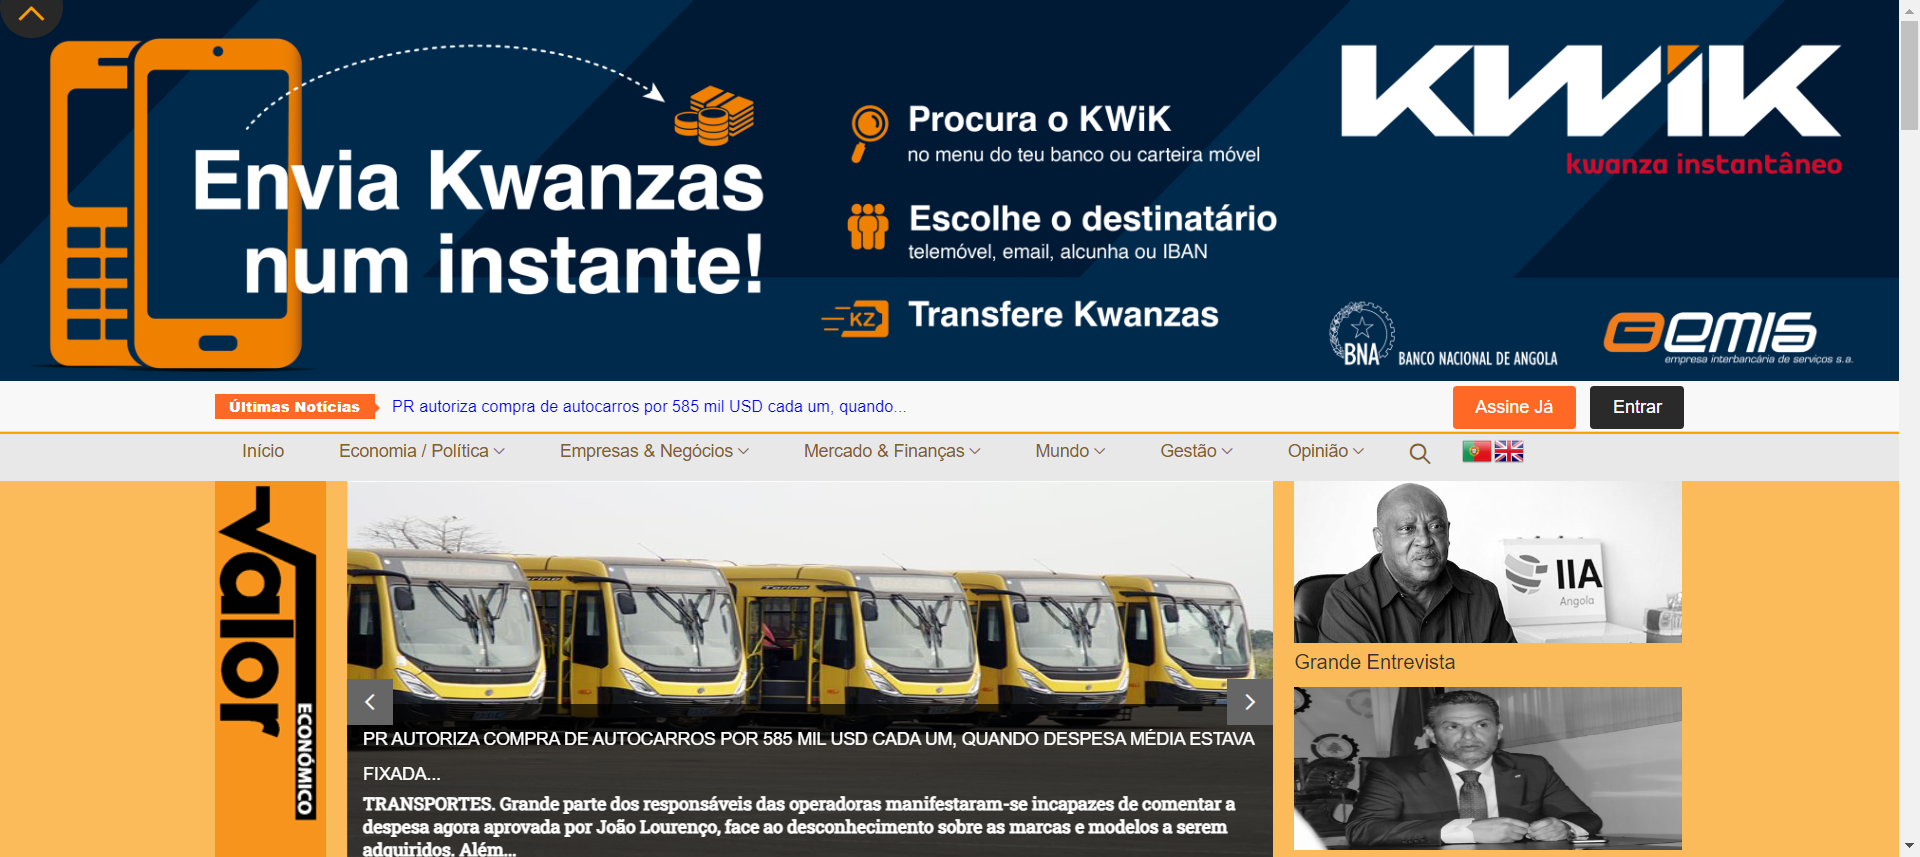 Envia Kwanzas
num instante!
Procura o KWiK
no menu do teu banco ou carteira móvel
Escolhe o destinatário
telemóvel, email, alcunha ou IBAN
KZ
Transfere Kwanzas
KWiK
kwanza instantâneo
BNA BANCO NACIONAL DE ANGOLA
emis
empresa interbancária de serviços s.a.
Últimas Notícias
PR autoriza compra de autocarros por 585 mil USD cada um, quando...
Assine Já
Entrar
Início
Economia / Política
Empresas & Negócios
Mercado & Finanças
Mundo
Gestão
Opinião
Valor
ECONÓMICO
PR AUTORIZA COMPRA DE AUTOCARROS POR 585 MIL USD CADA UM, QUANDO DESPESA MÉDIA ESTAVA
FIXADA...
TRANSPORTES. Grande parte dos responsáveis das operadoras manifestaram-se incapazes de comentar a
despesa agora aprovada por João Lourenço, face ao desconhecimento sobre as marcas e modelos a serem
adquiridos. Além...
IIA
Angola
Grande Entrevista